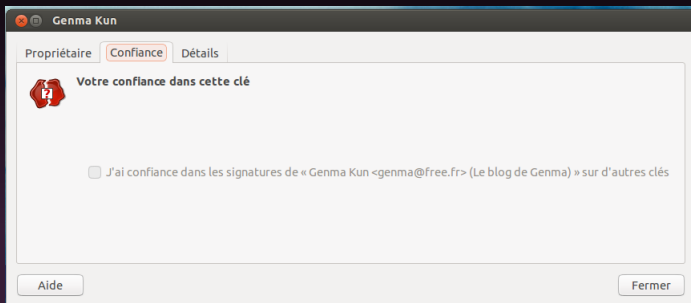 Genma Kun
Propriétaire Confiance Détails
Votre confiance dans cette clé
?
J'ai confiance dans les signatures de « Genma Kun <genma@free.fr> (Le blog de Genma) » sur d'autres clés
Aide Fermer